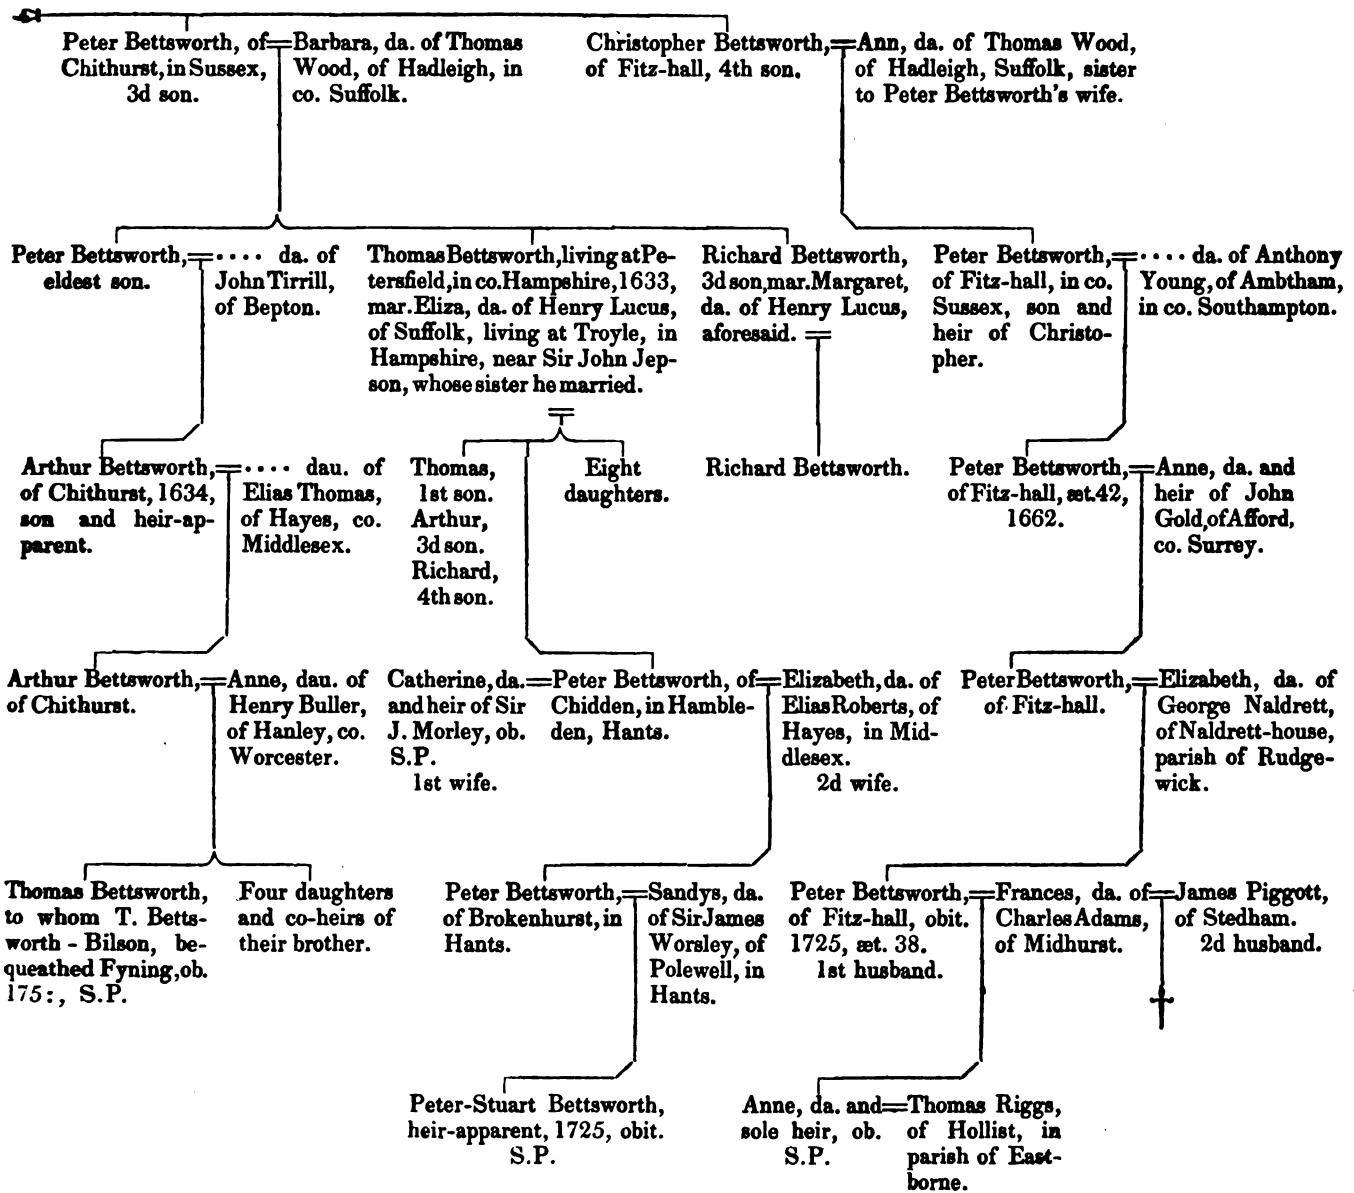 Peter Bettsworth, of
Chithurst, in Sussex,
3d son.
Barbara, da. of Thomas
Wood, of Hadleigh, in
co. Suffolk.
Christopher Bettsworth,
of Fitz-hall, 4th son.
Ann, da. of Thomas Wood,
of Hadleigh, Suffolk, sister
to Peter Bettsworth's wife.
Peter Bettsworth,
eldest son.
.... da. of
John Tirrill,
of Bepton.
Thomas Bettsworth, living at Pe-
tersfield, in co. Hampshire, 1633,
mar. Eliza, da. of Henry Lucus,
of Suffolk, living at Troyle, in
Hampshire, near Sir John Jep-
son, whose sister he married.
Richard Bettsworth,
3d son, mar. Margaret,
da. of Henry Lucus,
aforesaid.
Peter Bettsworth,
of Fitz-hall, in co.
Sussex, son and
heir of Christo-
pher.
.... da. of Anthony
Young, of Ambtham,
in co. Southampton.
Arthur Bettsworth,
of Chithurst, 1634,
son and heir-ap-
parent.
.... dau. of
Elias Thomas,
of Hayes, co.
Middlesex.
Thomas,
1st son.
Arthur,
3d son.
Richard,
4th son.
Eight
daughters.
Richard Bettsworth.
Peter Bettsworth,
of Fitz-hall, æt. 42,
1662.
Anne, da. and
heir of John
Gold, of Afford,
co. Surrey.
Arthur Bettsworth,
of Chithurst.
Anne, dau. of
Henry Buller,
of Hanley, co.
Worcester.
Catherine, da.
and heir of Sir
J. Morley, ob.
S.P.
1st wife.
Peter Bettsworth, of
Chidden, in Hamble-
den, Hants.
Elizabeth, da. of
Elias Roberts, of
Hayes, in Mid-
dlesex.
2d wife.
Peter Bettsworth,
of Fitz-hall.
Elizabeth, da. of
George Naldrett,
of Naldrett-house,
parish of Rudge-
wick.
Thomas Bettsworth,
to whom T. Betts-
worth - Bilson, be-
queathed Fyning, ob.
175:, S.P.
Four daughters
and co-heirs of
their brother.
Peter Bettsworth,
of Brokenhurst, in
Hants.
Sandys, da.
of Sir James
Worsley, of
Polewell, in
Hants.
Peter Bettsworth,
of Fitz-hall, obit.
1725, æt. 38.
1st husband.
Frances, da. of
Charles Adams,
of Midhurst.
James Piggott,
of Stedham.
2d husband.
Peter-Stuart Bettsworth,
heir-apparent, 1725, obit.
S.P.
Anne, da. and
sole heir, ob.
S.P.
Thomas Riggs,
of Hollist, in
parish of East-
borne.